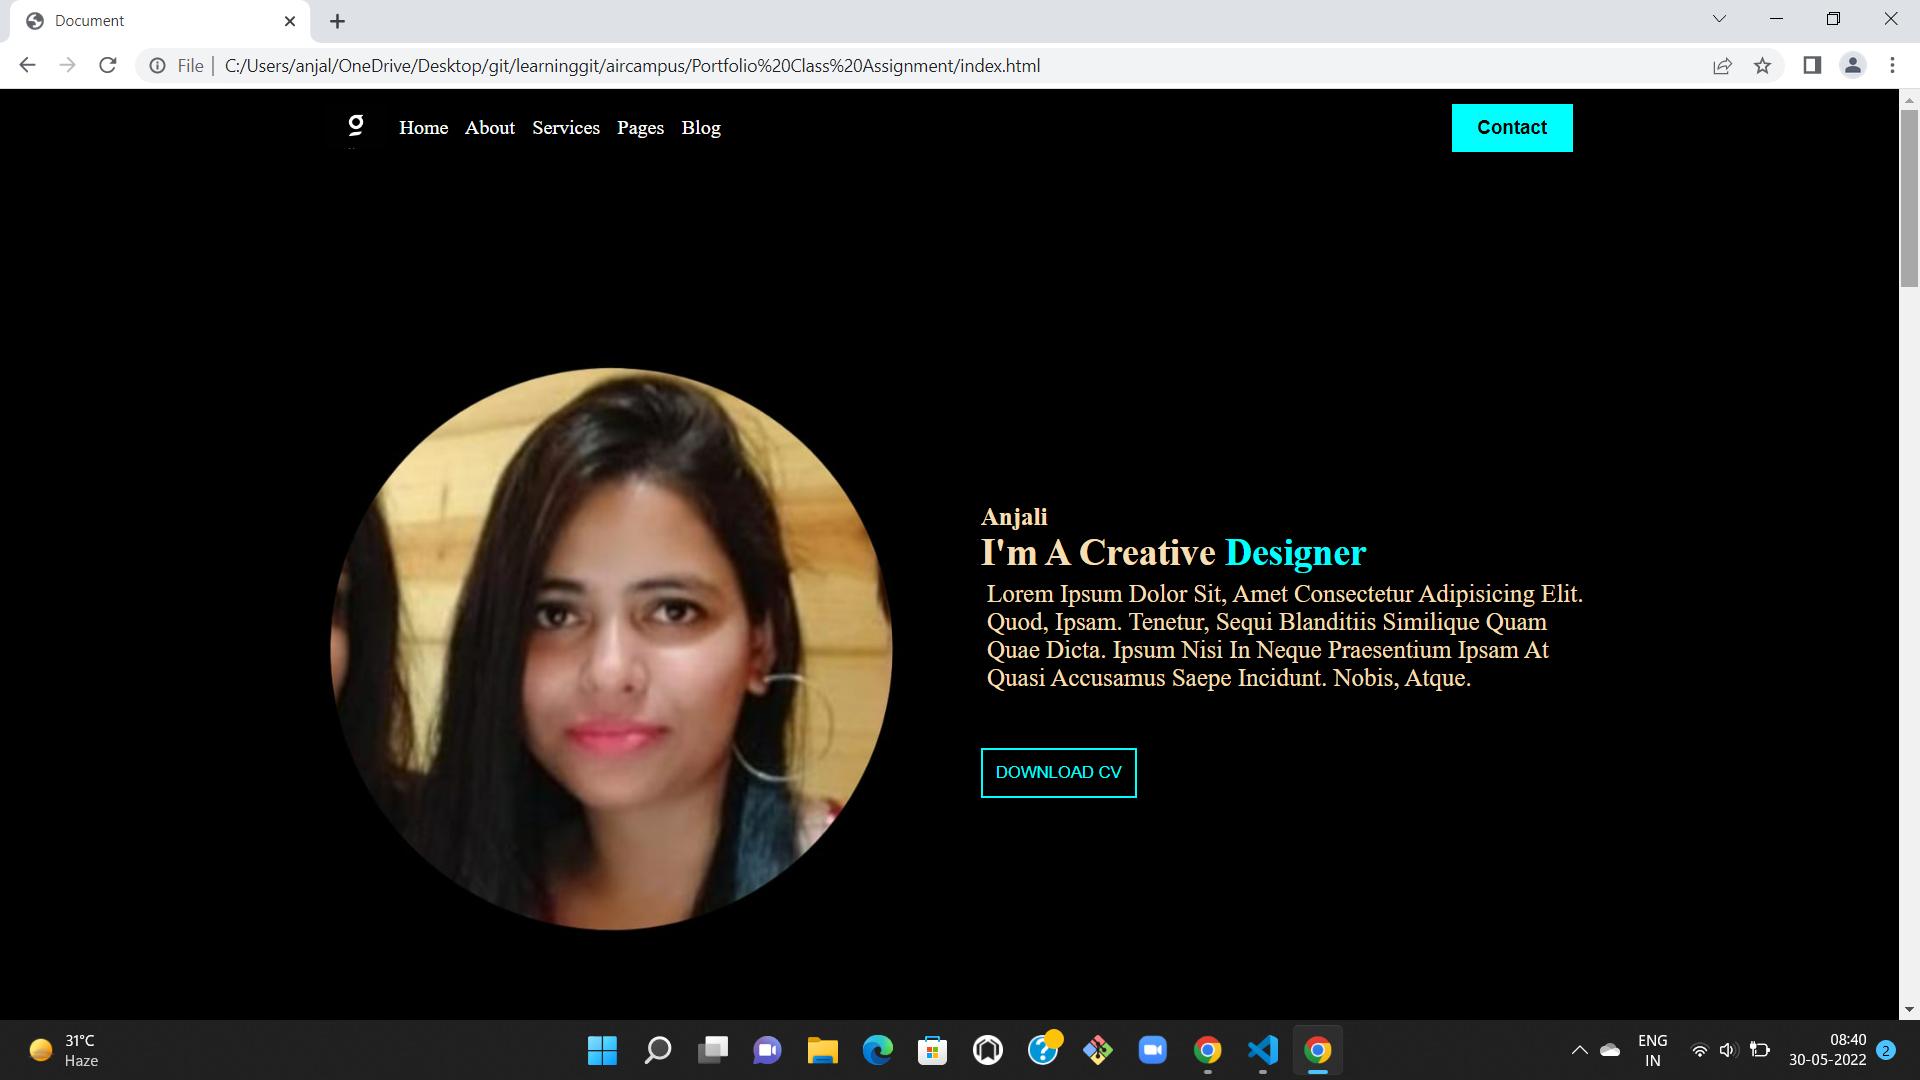 Document
File
C:/Users/anjal/OneDrive/Desktop/git/learninggit/aircampus/Portfolio%20Class%20Assignment/index.html
g
Home About Services Pages Blog
Contact
Anjali
I'm A Creative Designer
Lorem Ipsum Dolor Sit, Amet Consectetur Adipisicing Elit.
Quod, Ipsam. Tenetur, Sequi Blanditiis Similique Quam
Quae Dicta. Ipsum Nisi In Neque Praesentium Ipsam At
Quasi Accusamus Saepe Incidunt. Nobis, Atque.
DOWNLOAD CV
31°C
Haze
ENG
IN
08:40
30-05-2022
2